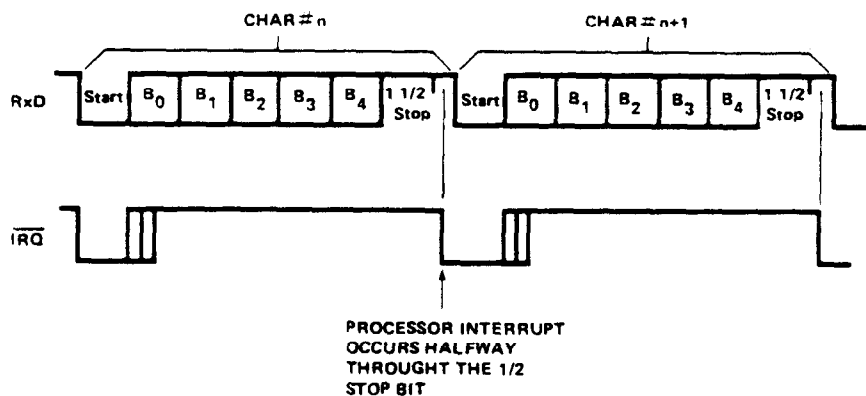 CHAR # n CHAR # n+1
RxD Start B0 B1 B2 B3 B4 1 1/2 Stop Start B0 B1 B2 B3 B4 1 1/2 Stop
IRQ
PROCESSOR INTERRUPT
OCCURS HALFWAY
THROUGHT THE 1/2
STOP BIT